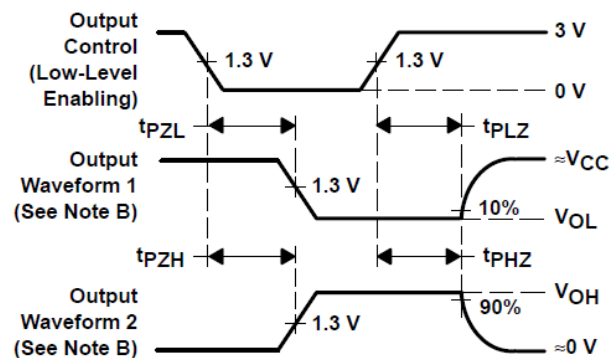 Output
Control
(Low-Level
Enabling)
1.3 V
1.3 V
3 V
0 V
tPZL
tPLZ
Output
Waveform 1
(See Note B)
1.3 V
10%
≈VCC
VOL
tPZH
tPHZ
Output
Waveform 2
(See Note B)
1.3 V
90%
VOH
≈0 V